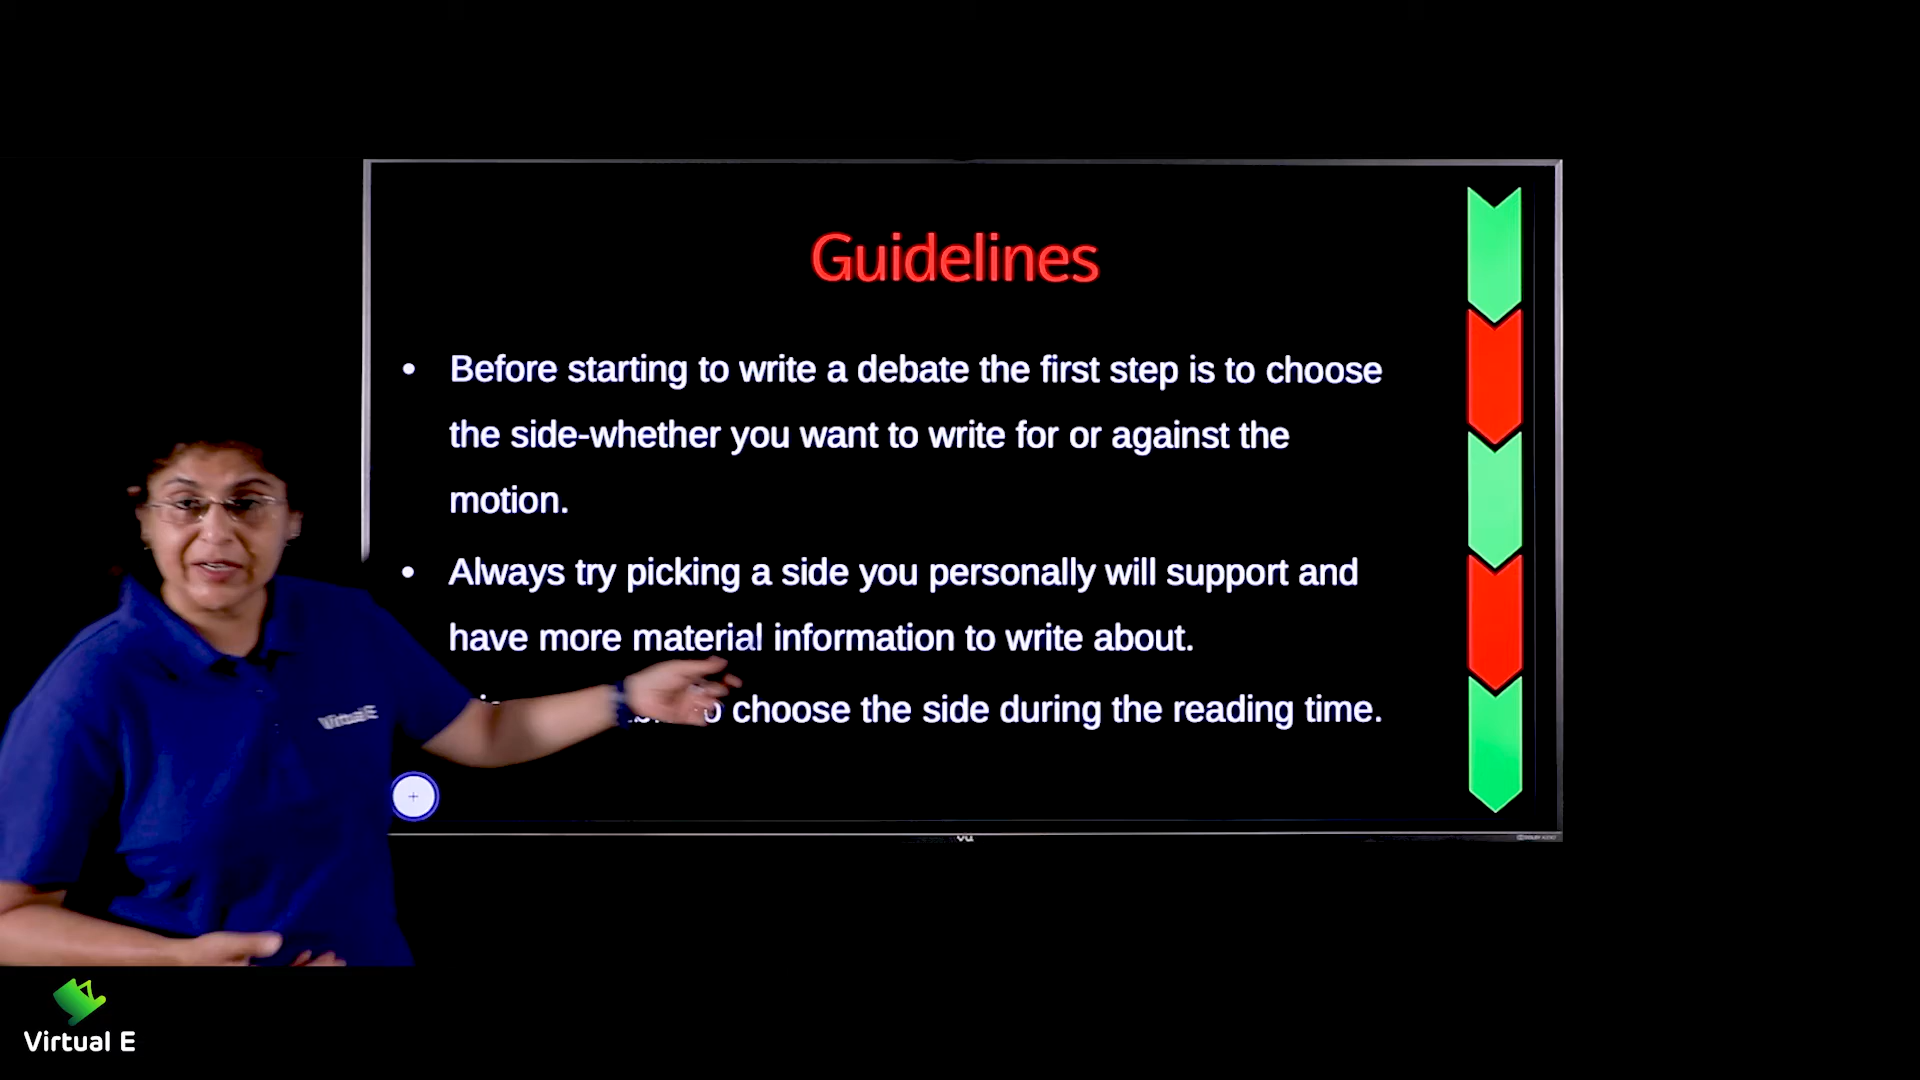 Guidelines
• Before starting to write a debate the first step is to choose
the side-whether you want to write for or against the
motion.
• Always try picking a side you personally will support and
have more material information to write about.
choose the side during the reading time.
Virtual E
vu
Virtual E